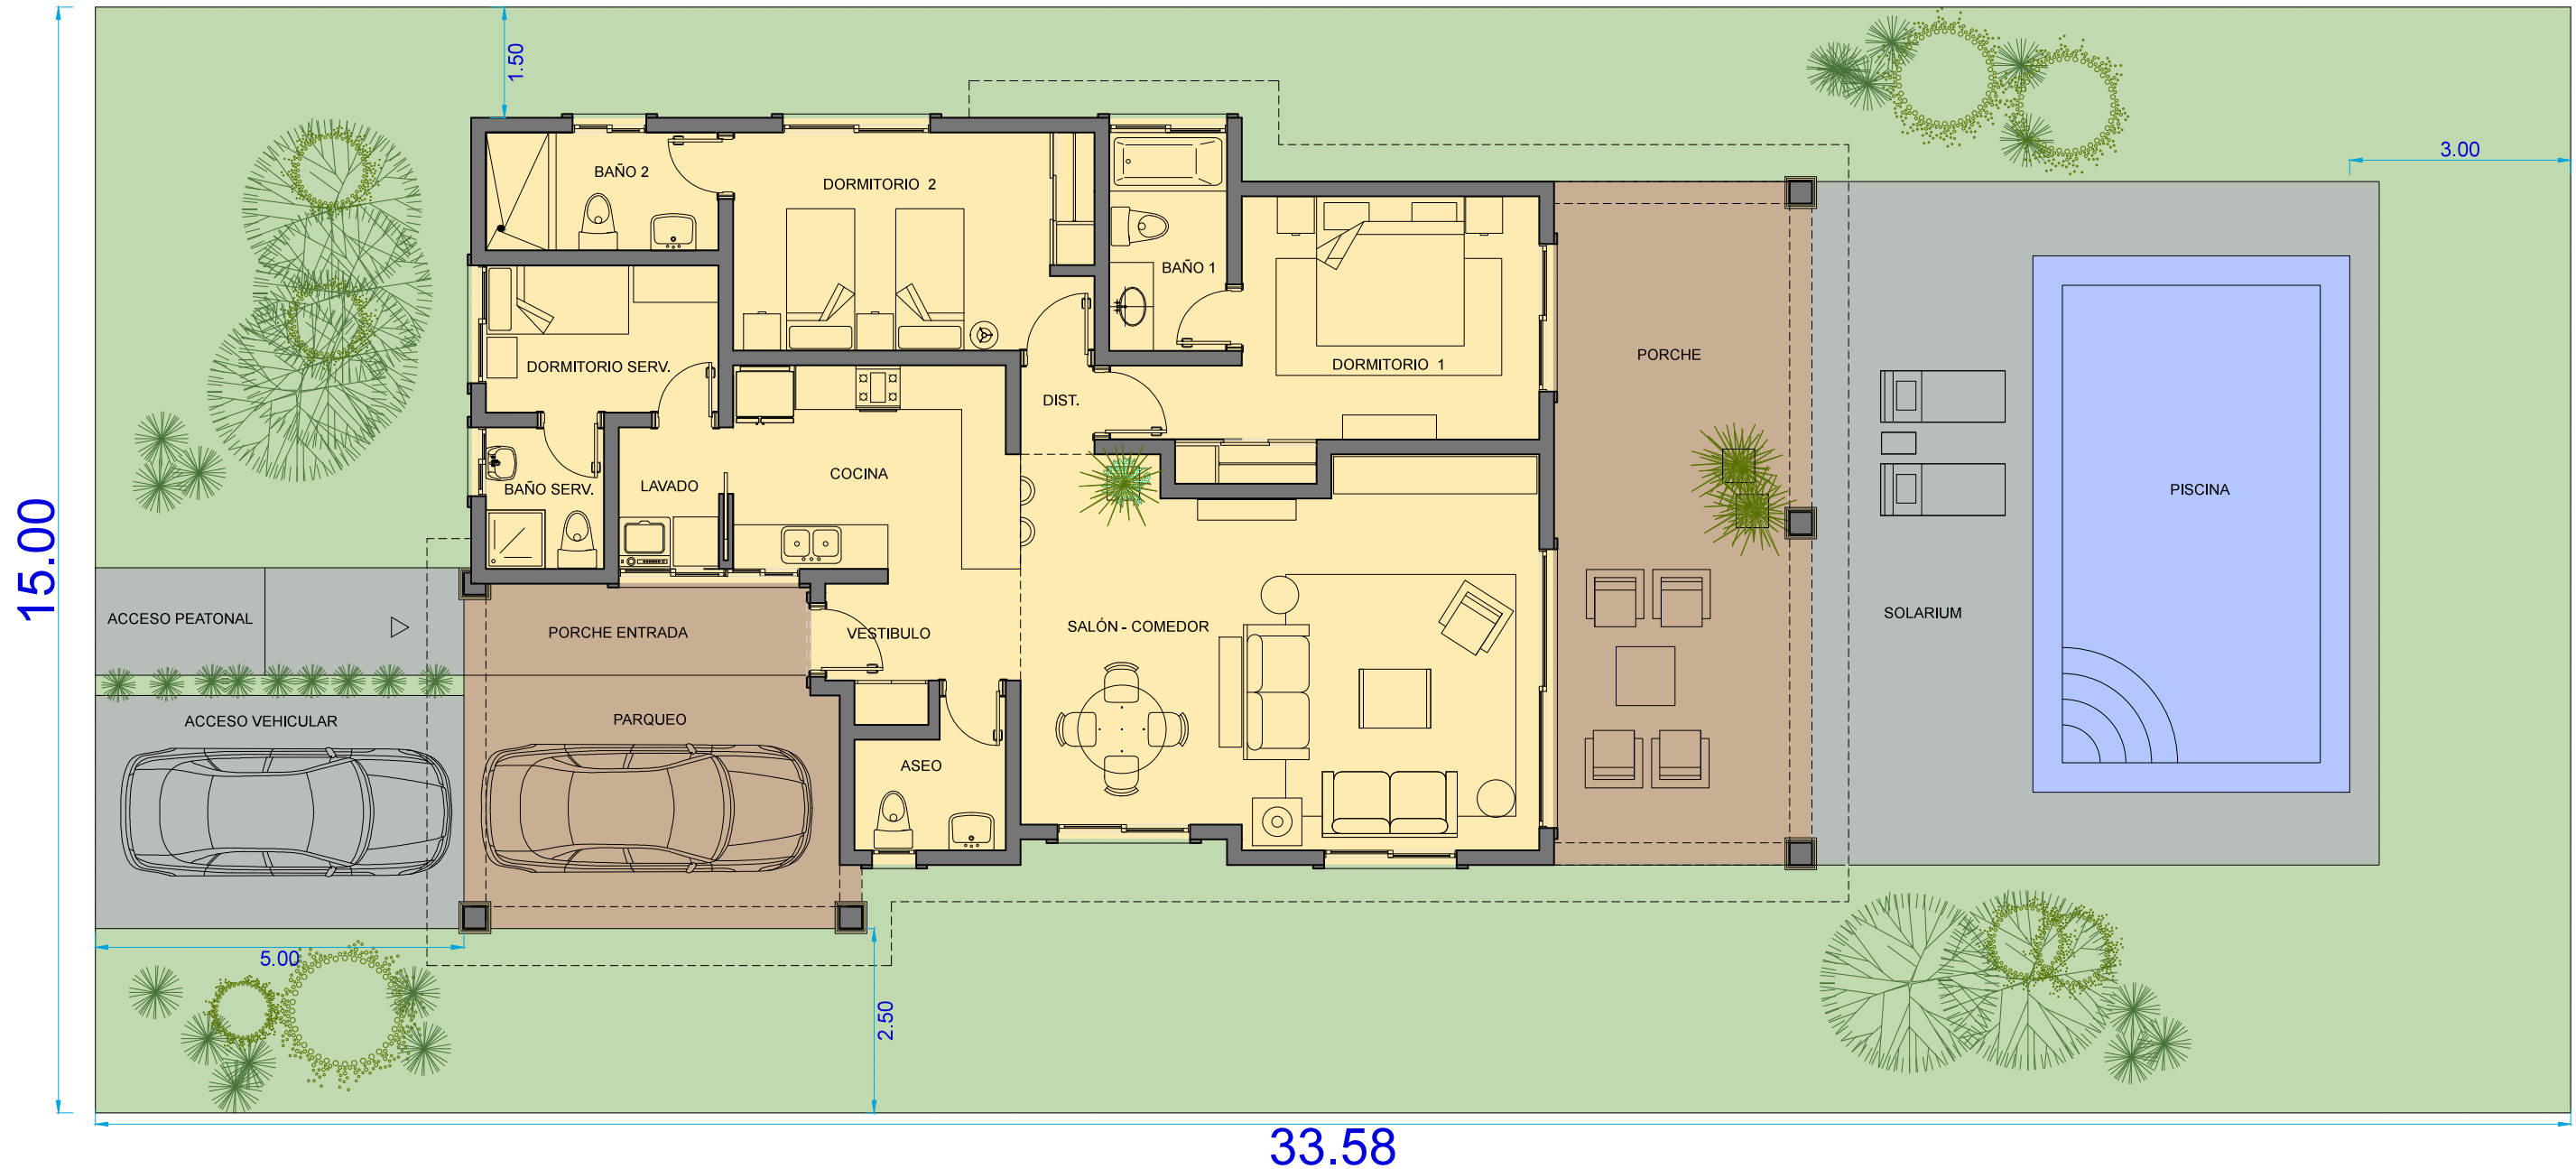 1.50
3.00
BAÑO 2
DORMITORIO 2
BAÑO 1
DORMITORIO 1
PORCHE
DORMITORIO SERV.
DIST.
COCINA
BAÑO SERV.
LAVADO
PISCINA
15.00
ACCESO PEATONAL
PORCHE ENTRADA
VESTIBULO
SALÓN - COMEDOR
SOLARIUM
ACCESO VEHICULAR
PARQUEO
ASEO
5.00
2.50
33.58